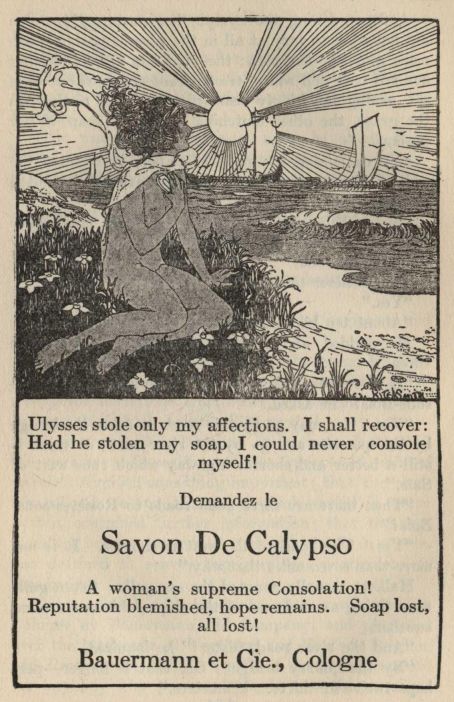 Ulysses stole only my affections. I shall recover:
Had he stolen my soap I could never console
myself!
Demandez le
Savon De Calypso
A woman's supreme Consolation!
Reputation blemished, hope remains. Soap lost,
all lost!
Bauermann et Cie., Cologne